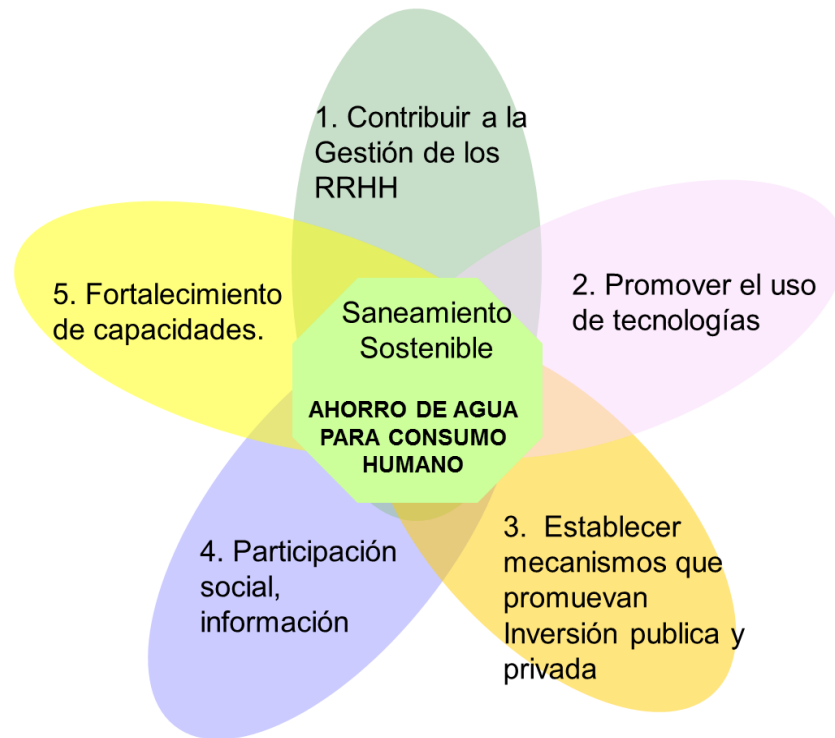 1. Contribuir a la
Gestión de los
RRHH
2. Promover el uso
de tecnologías
3. Establecer
mecanismos que
promuevan
Inversión publica y
privada
4. Participación
social,
información
5. Fortalecimiento
de capacidades.
Saneamiento
Sostenible
AHORRO DE AGUA
PARA CONSUMO
HUMANO